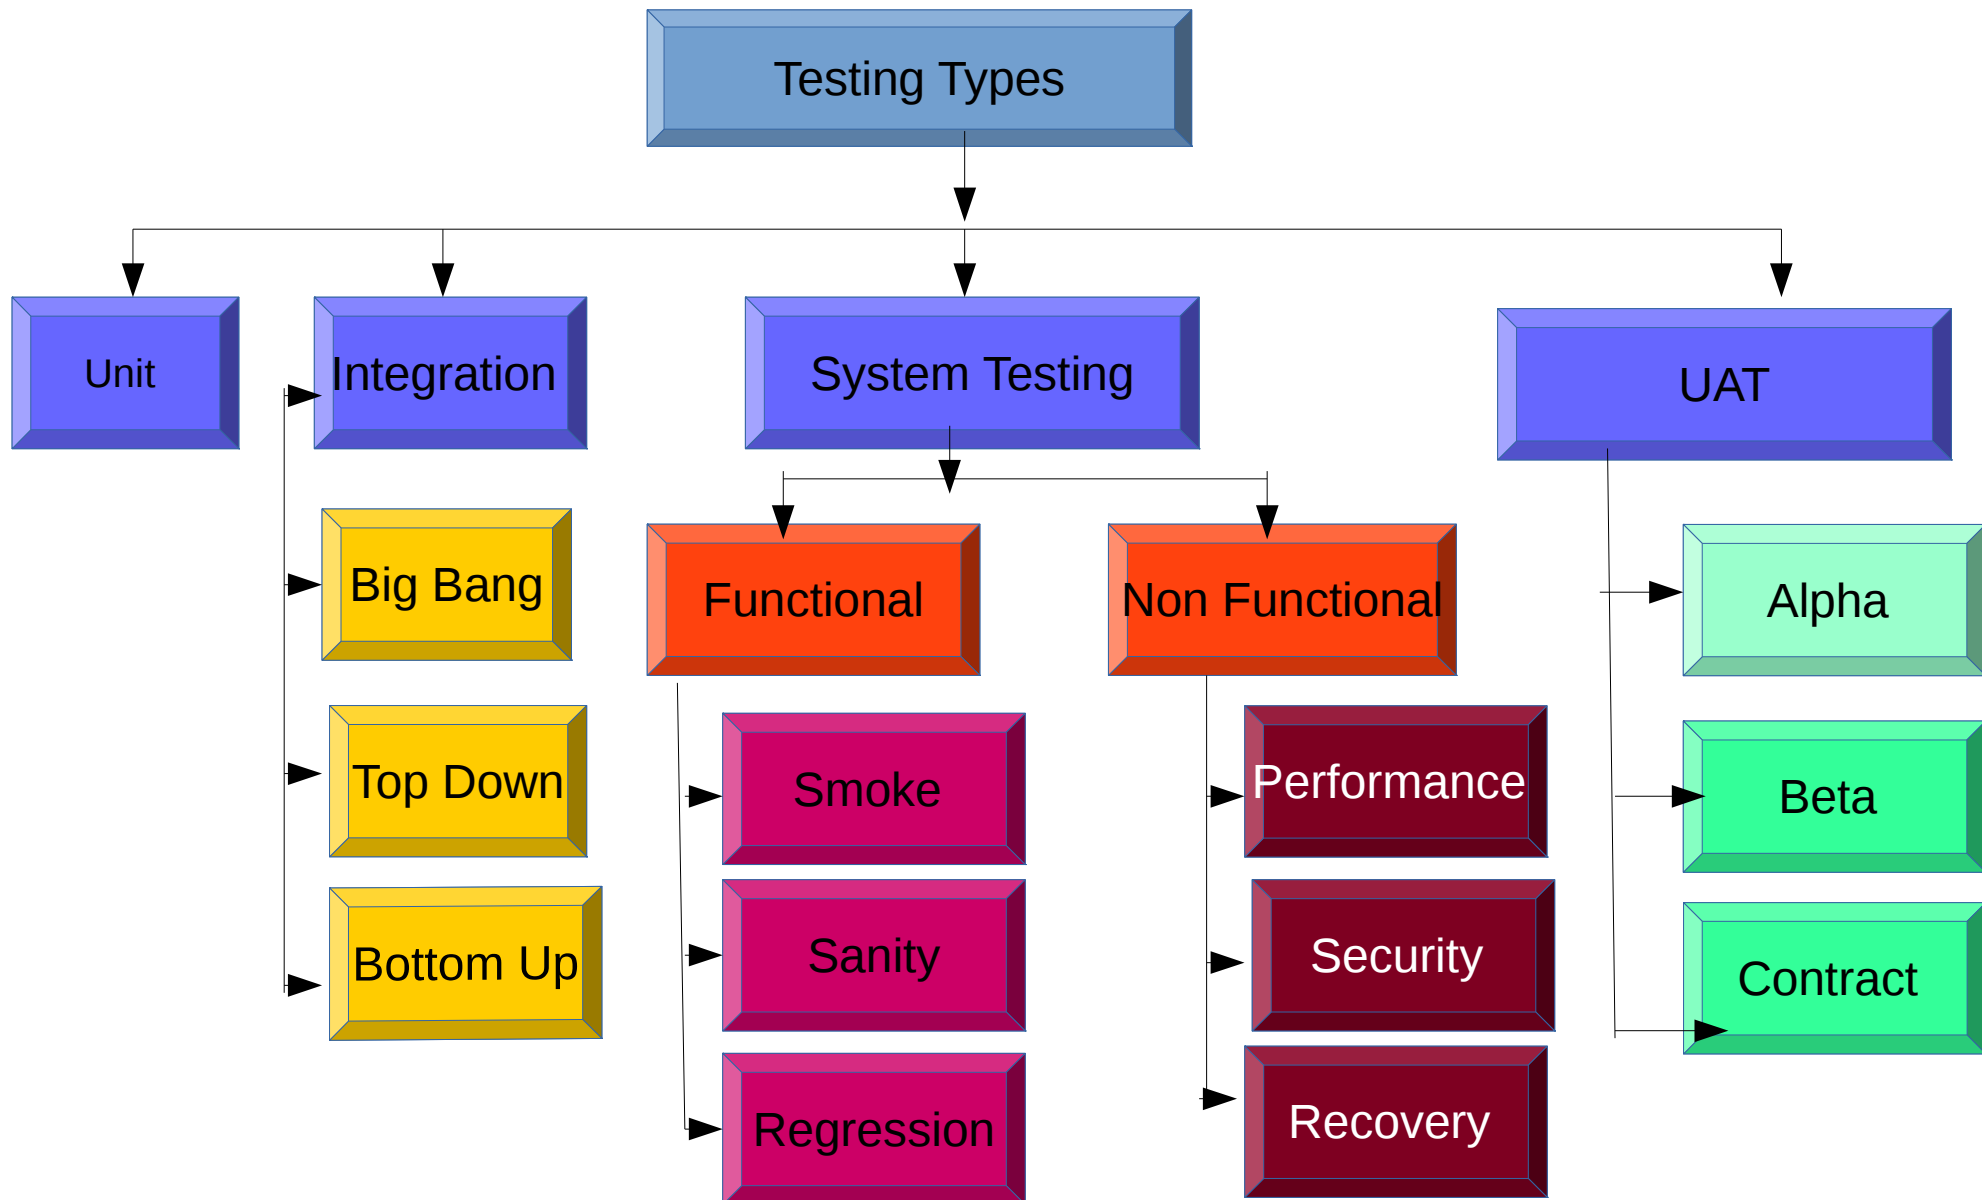 Testing Types
Unit
Integration
System Testing
UAT
Big Bang
Functional
Non Functional
Alpha
Top Down
Smoke
Performance
Beta
Bottom Up
Sanity
Security
Contract
Regression
Recovery